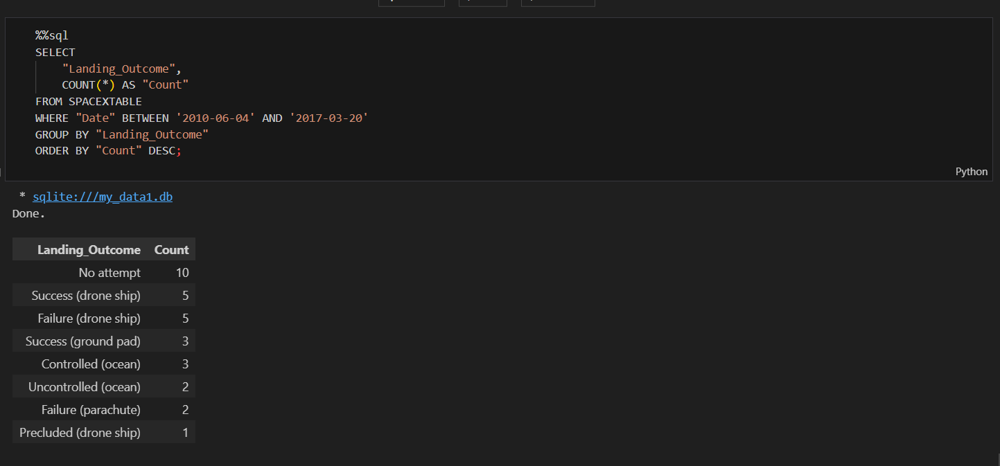 %%sql
SELECT
"Landing_Outcome",
COUNT(*) AS "Count"
FROM SPACEXTABLE
WHERE "Date" BETWEEN '2010-06-04' AND '2017-03-20'
GROUP BY "Landing_Outcome"
ORDER BY "Count" DESC;
Python
* sqlite:///my_data1.db
Done.
Landing_Outcome Count
No attempt 10
Success (drone ship) 5
Failure (drone ship) 5
Success (ground pad) 3
Controlled (ocean) 3
Uncontrolled (ocean) 2
Failure (parachute) 2
Precluded (drone ship) 1